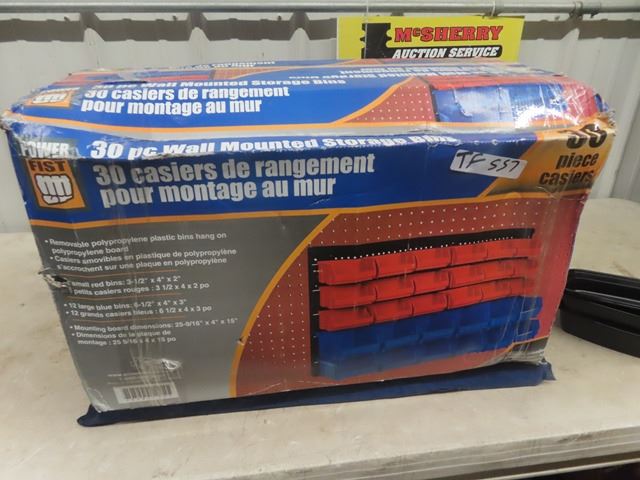 McSHERRY
AUCTION SERVICE
30 pc Wall Mounted Storage Bins
30 casiers de rangement
pour montage au mur
POWER
FIST
30 pc Wall Mounted Storage Bins
30 casiers de rangement
pour montage au mur
TF 557
piece
casiers
• Removable polypropylene plastic bins hang on
polypropylene board
• Casiers amovibles en plastique de polypropylène
s'accrochent sur une plaque en polypropylène
small red bins: 3-1/2" x 4" x 2"
petits casiers rouges : 3 1/2 x 4 x 2 po
• 12 large blue bins: 6-1/2" x 4" x 3"
• 12 grands casiers bleus : 6 1/2 x 4 x 3 po
• Mounting board dimensions: 25-9/16" x 4" x 15"
• Dimensions de la plaque de
montage : 25 9/16 x 4 x 15 po